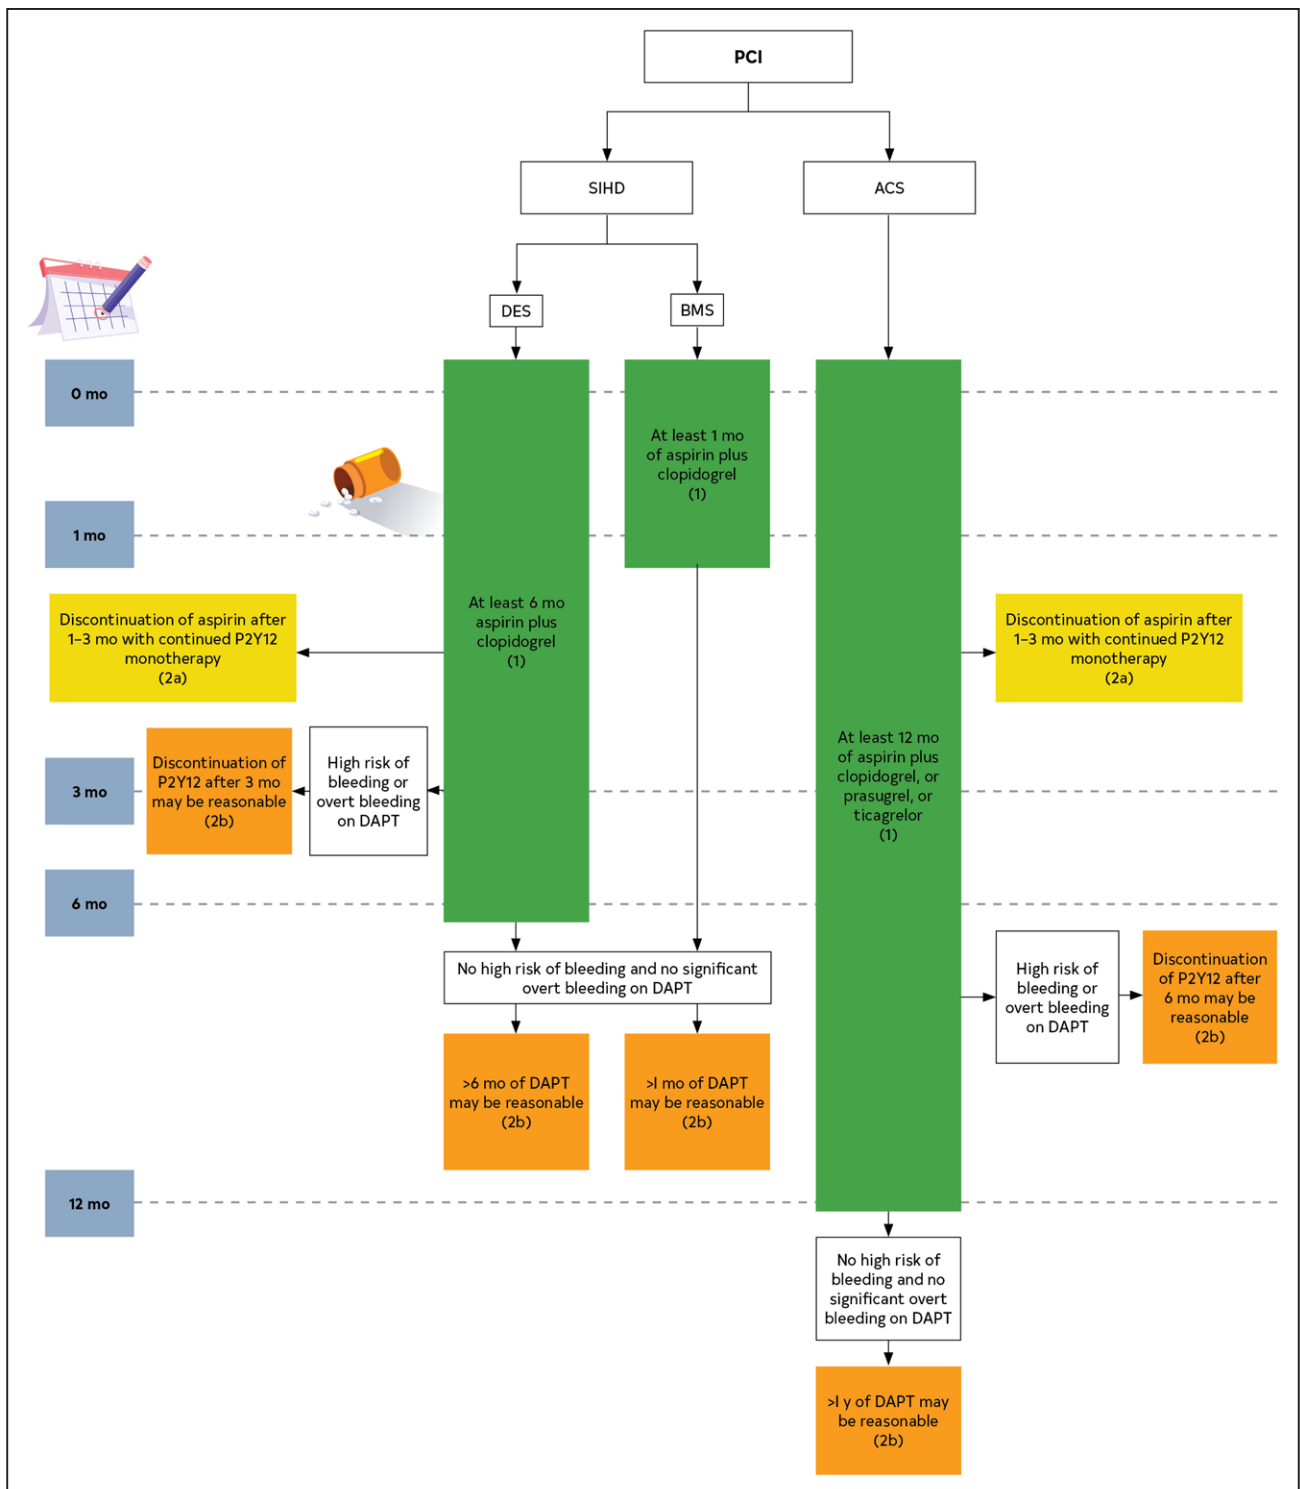 PCI
SIHD
ACS
DES
BMS
0 mo
At least 1 mo
of aspirin plus
clopidogrel
(1)
1 mo
Discontinuation of aspirin after
1–3 mo with continued P2Y12
monotherapy
(2a)
At least 6 mo
aspirin plus
clopidogrel
(1)
Discontinuation of aspirin after
1–3 mo with continued P2Y12
monotherapy
(2a)
3 mo
Discontinuation of
P2Y12 after 3 mo
may be reasonable
(2b)
High risk of
bleeding or
overt bleeding
on DAPT
At least 12 mo
of aspirin plus
clopidogrel, or
prasugrel, or
ticagrelor
(1)
6 mo
No high risk of bleeding and no significant
overt bleeding on DAPT
High risk of
bleeding or
overt bleeding
on DAPT
Discontinuation
of P2Y12 after
6 mo may be
reasonable
(2b)
>6 mo of DAPT
may be reasonable
(2b)
>l mo of DAPT
may be reasonable
(2b)
12 mo
No high risk of
bleeding and no
significant overt
bleeding on DAPT
>l y of DAPT may
be reasonable
(2b)